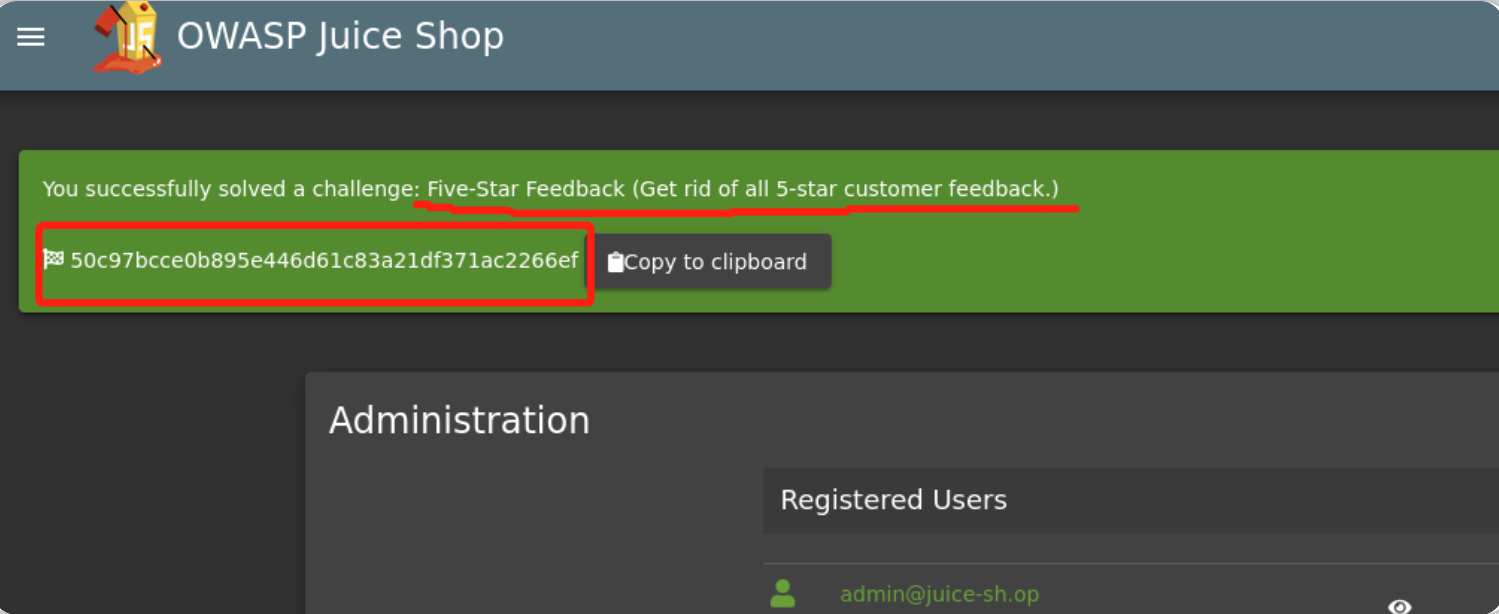 OWASP Juice Shop
You successfully solved a challenge: Five-Star Feedback (Get rid of all 5-star customer feedback.)
50c97bcce0b895e446d61c83a21df371ac2266ef
Copy to clipboard
Administration
Registered Users
admin@juice-sh.op